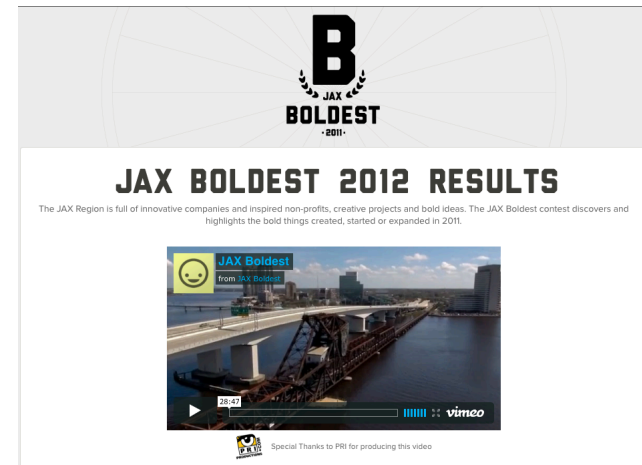 B
JAX
BOLDEST
· 2011 ·
JAX BOLDEST 2012 RESULTS
The JAX Region is full of innovative companies and inspired non-profits, creative projects and bold ideas. The JAX Boldest contest discovers and
highlights the bold things created, started or expanded in 2011.
JAX Boldest
from JAX Boldest
28:47
vimeo
PRI
PRODUCTIONS
Special Thanks to PRI for producing this video